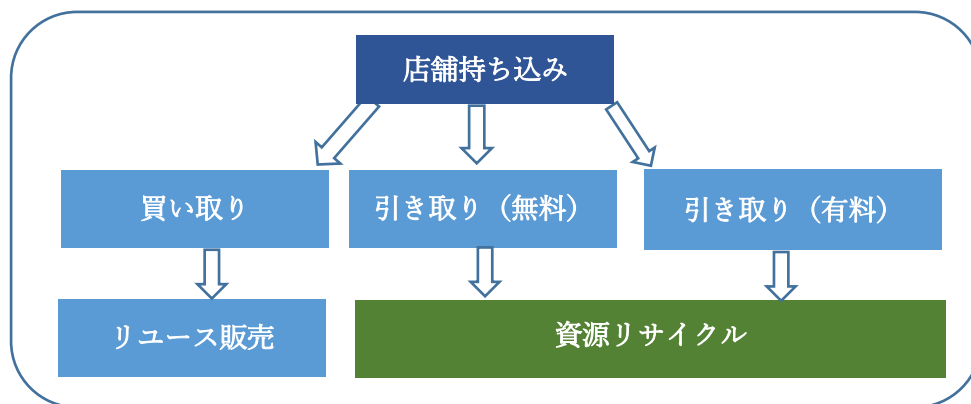 店舗持ち込み
買い取り
引き取り（無料）
引き取り（有料）
リユース販売
資源リサイクル